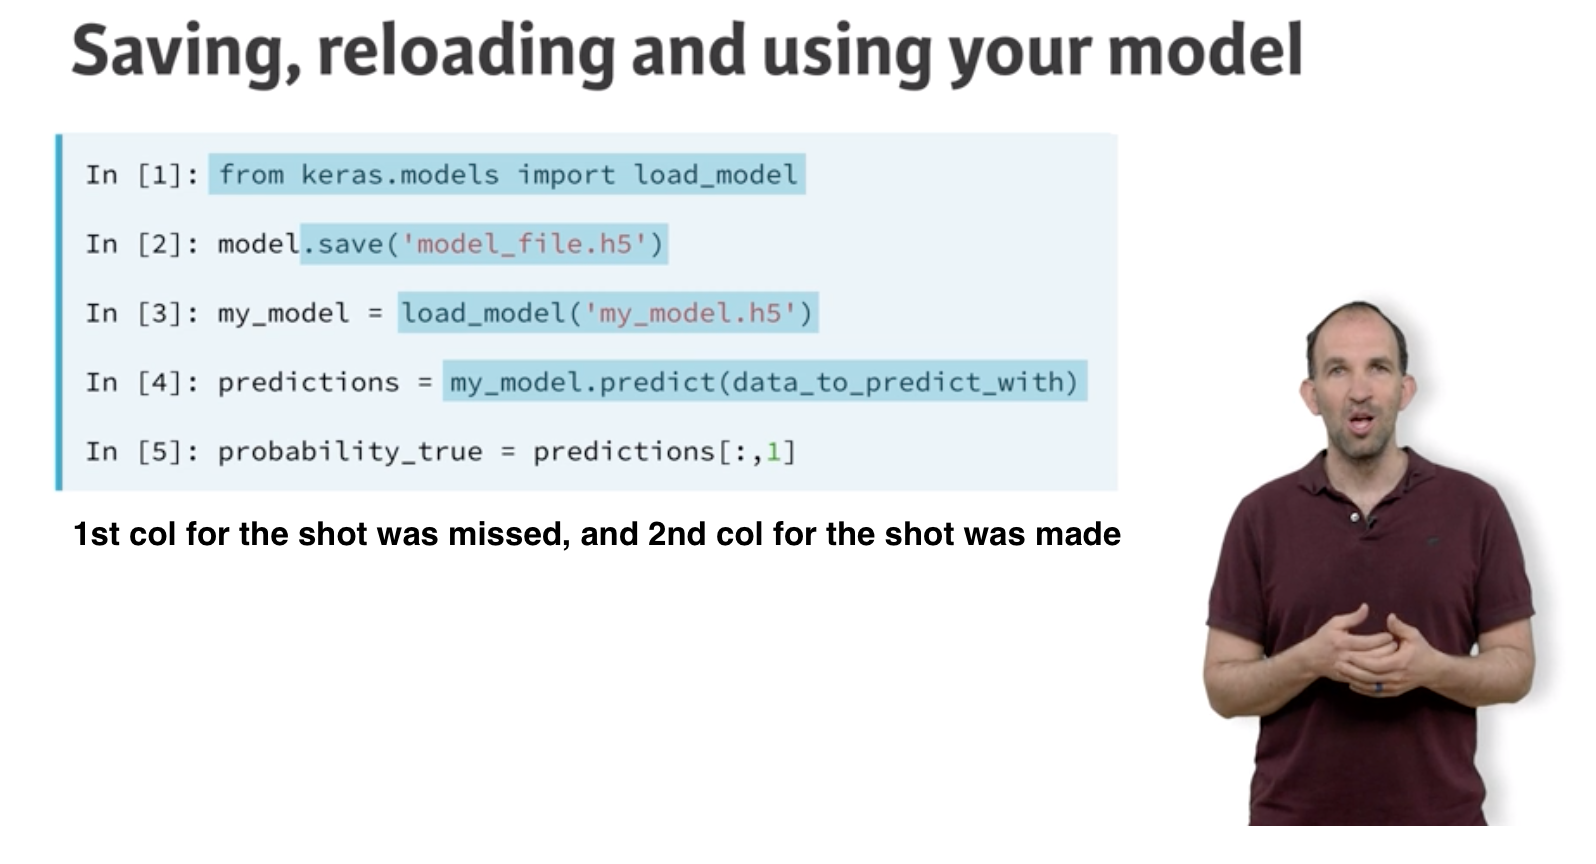 Saving, reloading and using your model
In [1]: from keras.models import load_model
In [2]: model.save('model_file.h5')
In [3]: my_model = load_model('my_model.h5')
In [4]: predictions = my_model.predict(data_to_predict_with)
In [5]: probability_true = predictions[:,1]
1st col for the shot was missed, and 2nd col for the shot was made